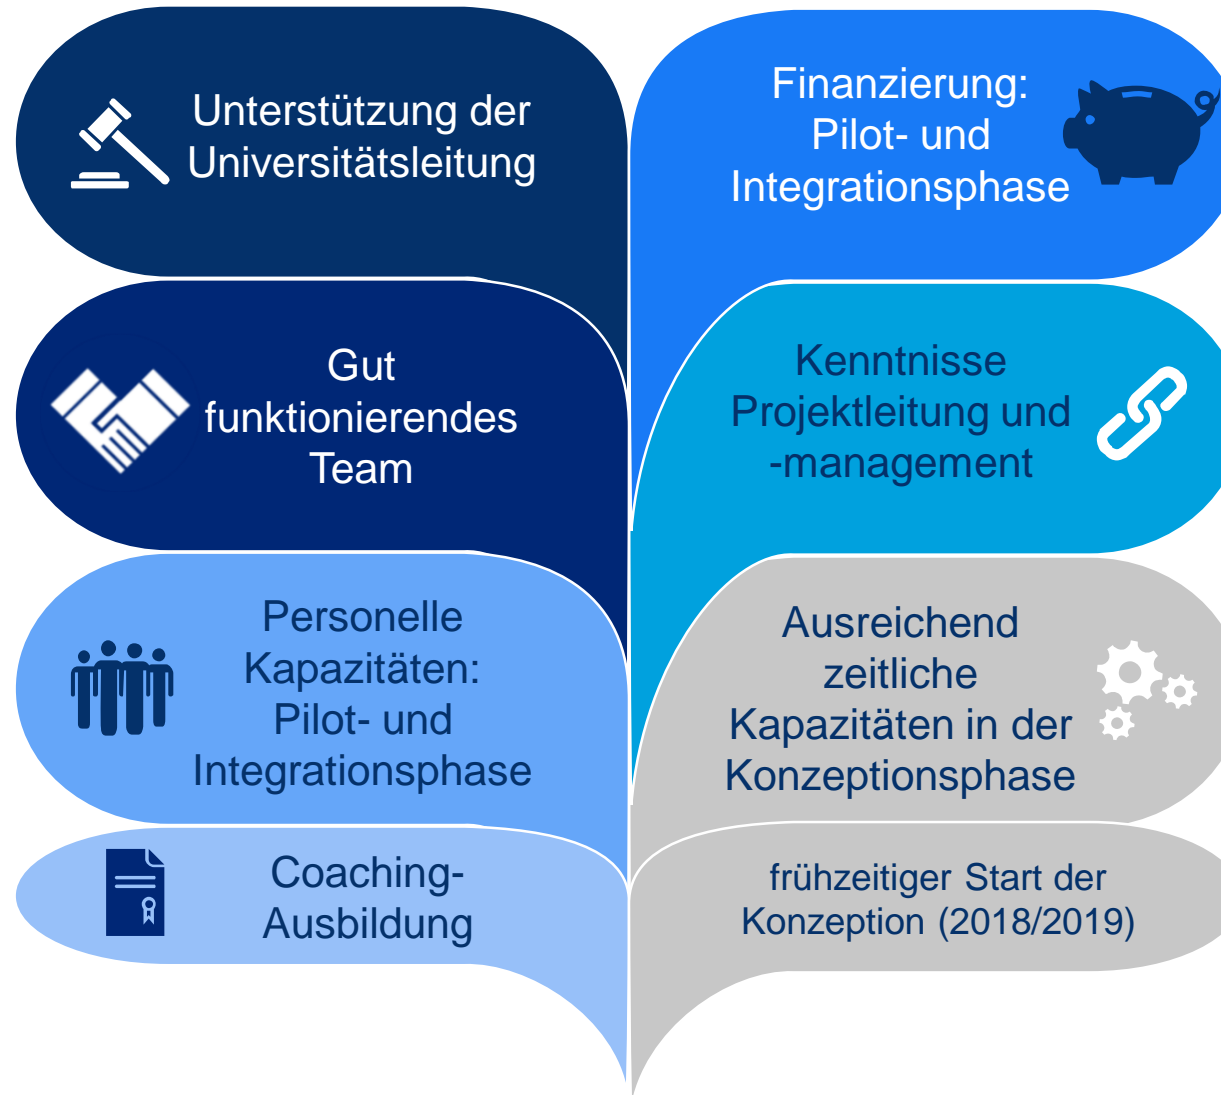 Unterstützung der
Universitätsleitung
Finanzierung:
Pilot- und
Integrationsphase
Gut
funktionierendes
Team
Kenntnisse
Projektleitung und
-management
Personelle
Kapazitäten:
Pilot- und
Integrationsphase
Ausreichend
zeitliche
Kapazitäten in der
Konzeptionsphase
Coaching-
Ausbildung
frühzeitiger Start der
Konzeption (2018/2019)